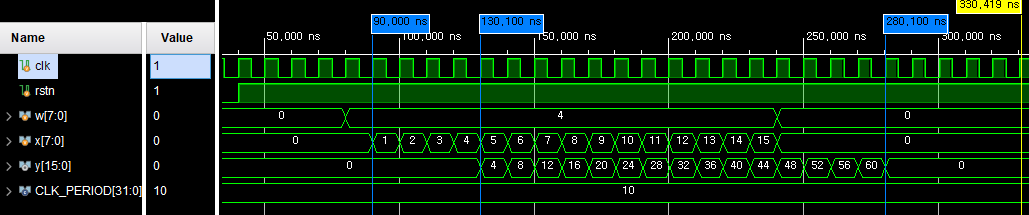 330,419 ns
90,000 ns 130,100 ns 280,100 ns
Name Value
50,000 ns 100,000 ns 150,000 ns 200,000 ns 250,000 ns 300,000 ns
clk 1
rstn 1
w[7:0] 0 0 4 0
x[7:0] 0 0 1 2 3 4 5 6 7 8 9 10 11 12 13 14 15 0
y[15:0] 0 0 4 8 12 16 20 24 28 32 36 40 44 48 52 56 60 0
CLK_PERIOD[31:0] 10 10